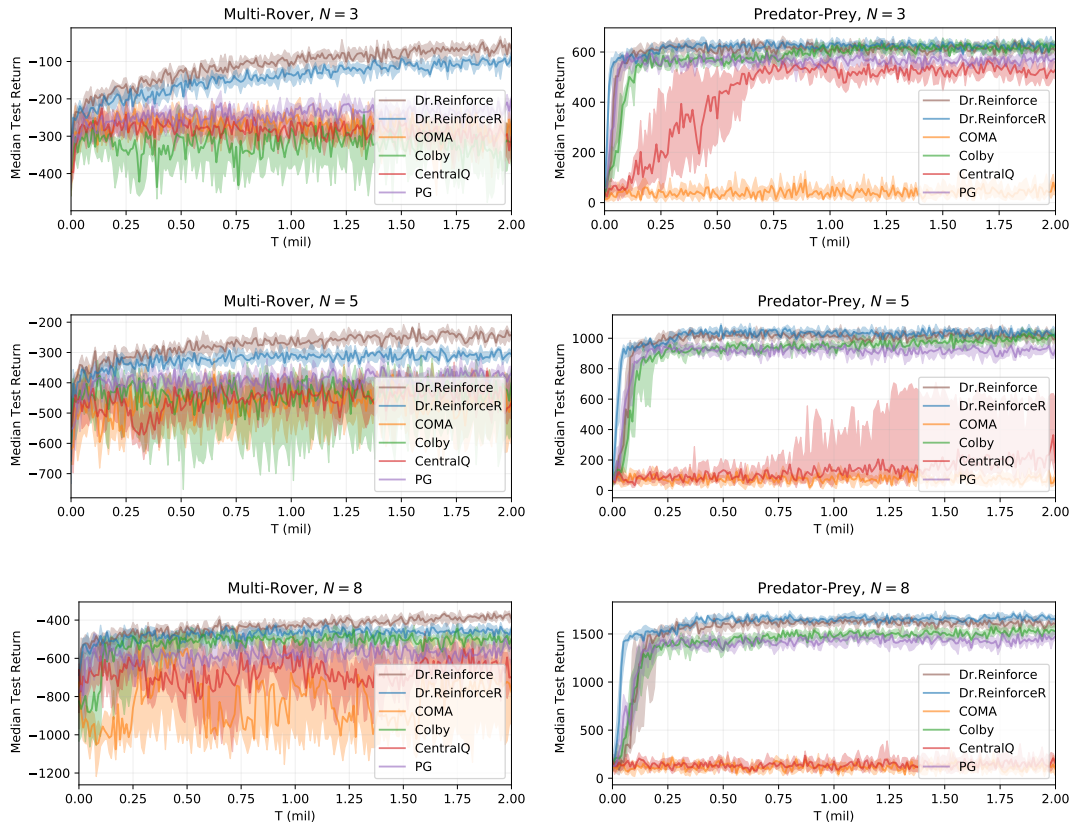 Multi-Rover, N = 3
Median Test Return
−100
−200
−300
−400
0.00 0.25 0.50 0.75 1.00 1.25 1.50 1.75 2.00
T (mil)
Dr.Reinforce
Dr.ReinforceR
COMA
Colby
CentralQ
PG
Predator-Prey, N = 3
Median Test Return
600
400
200
0
0.00 0.25 0.50 0.75 1.00 1.25 1.50 1.75 2.00
T (mil)
Dr.Reinforce
Dr.ReinforceR
COMA
Colby
CentralQ
PG
Multi-Rover, N = 5
Median Test Return
−200
−300
−400
−500
−600
−700
0.00 0.25 0.50 0.75 1.00 1.25 1.50 1.75 2.00
T (mil)
Dr.Reinforce
Dr.ReinforceR
COMA
Colby
CentralQ
PG
Predator-Prey, N = 5
Median Test Return
1000
800
600
400
200
0
0.00 0.25 0.50 0.75 1.00 1.25 1.50 1.75 2.00
T (mil)
Dr.Reinforce
Dr.ReinforceR
COMA
Colby
CentralQ
PG
Multi-Rover, N = 8
Median Test Return
−400
−600
−800
−1000
−1200
0.00 0.25 0.50 0.75 1.00 1.25 1.50 1.75 2.00
T (mil)
Dr.Reinforce
Dr.ReinforceR
COMA
Colby
CentralQ
PG
Predator-Prey, N = 8
Median Test Return
1500
1000
500
0
0.00 0.25 0.50 0.75 1.00 1.25 1.50 1.75 2.00
T (mil)
Dr.Reinforce
Dr.ReinforceR
COMA
Colby
CentralQ
PG